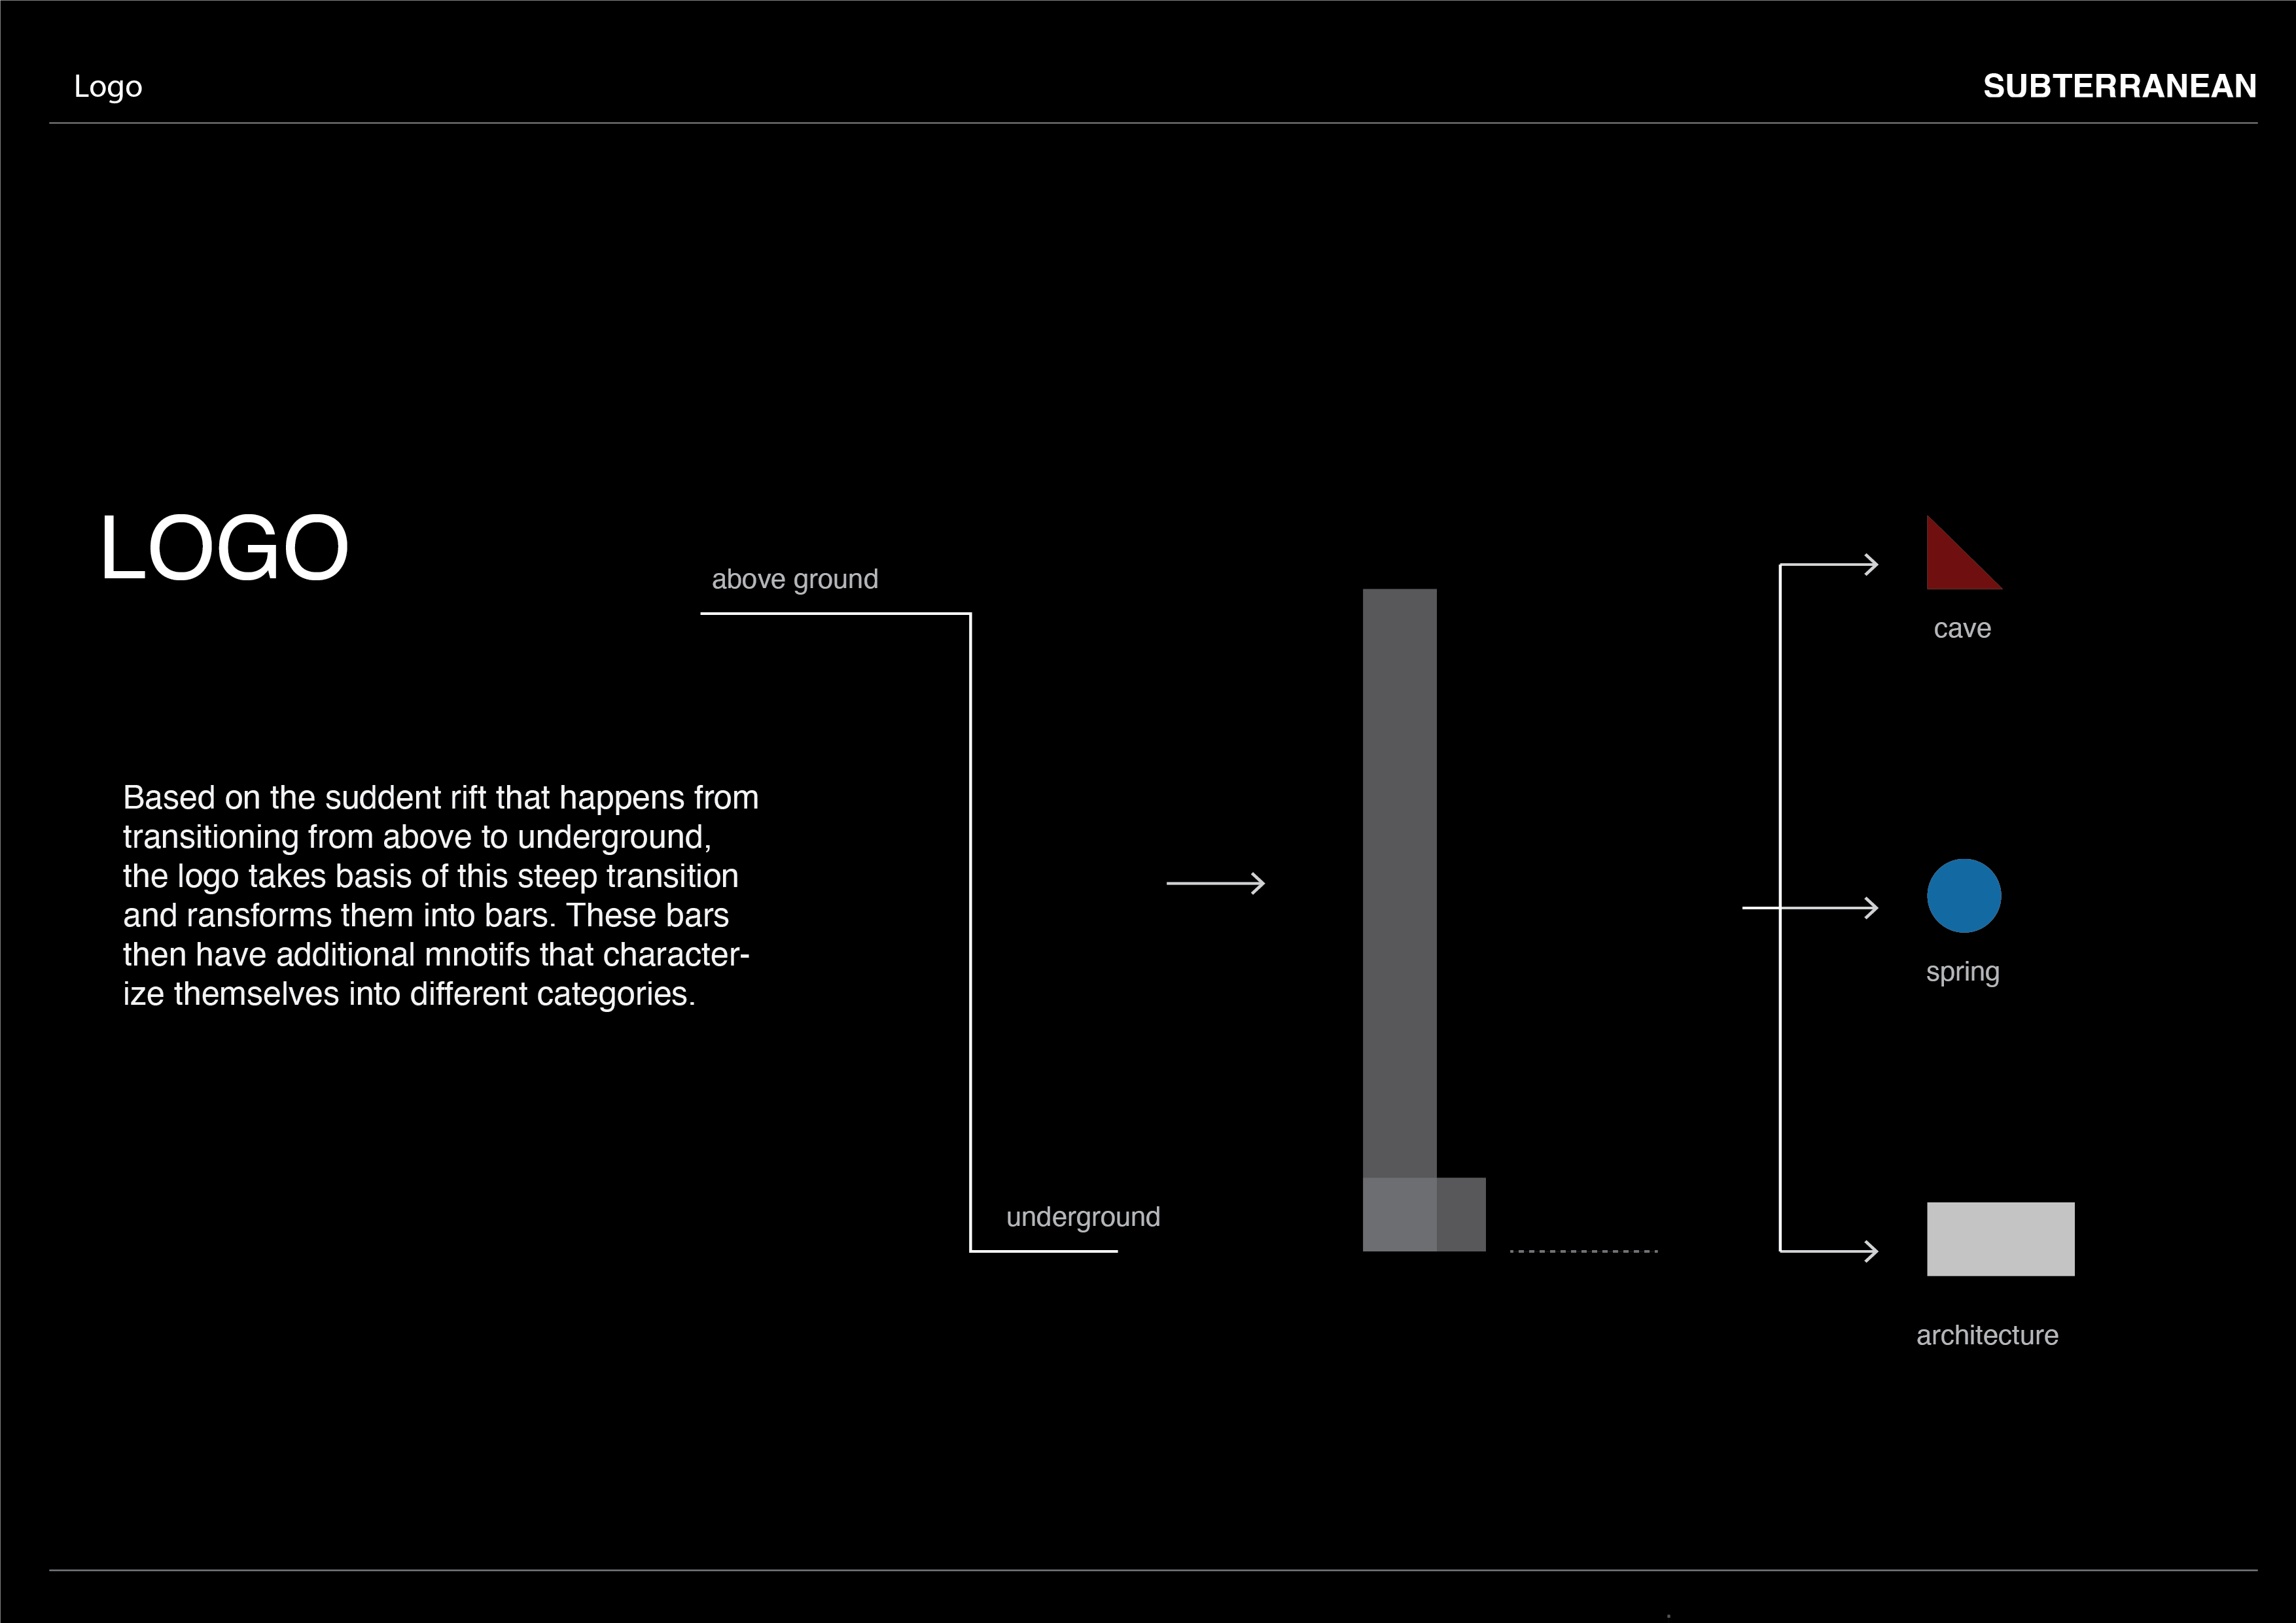 Logo
SUBTERRANEAN
LOGO
above ground
Based on the suddent rift that happens from
transitioning from above to underground,
the logo takes basis of this steep transition
and ransforms them into bars. These bars
then have additional mnotifs that character-
ize themselves into different categories.
underground
cave
spring
architecture